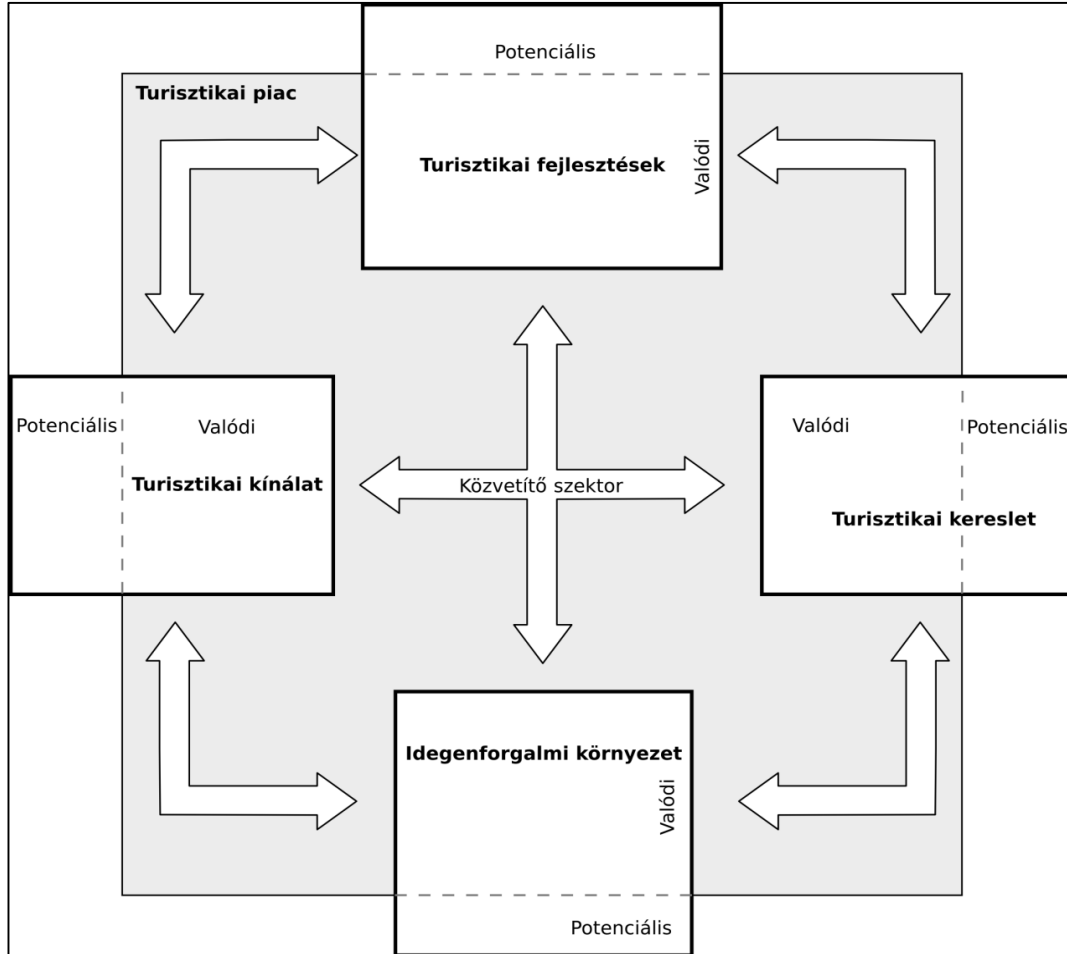 Potenciális
Turisztikai piac
Turisztikai fejlesztések
Valódi
Potenciális
Valódi
Turisztikai kínálat
Közvetítő szektor
Valódi
Potenciális
Turisztikai kereslet
Idegenforgalmi környezet
Valódi
Potenciális